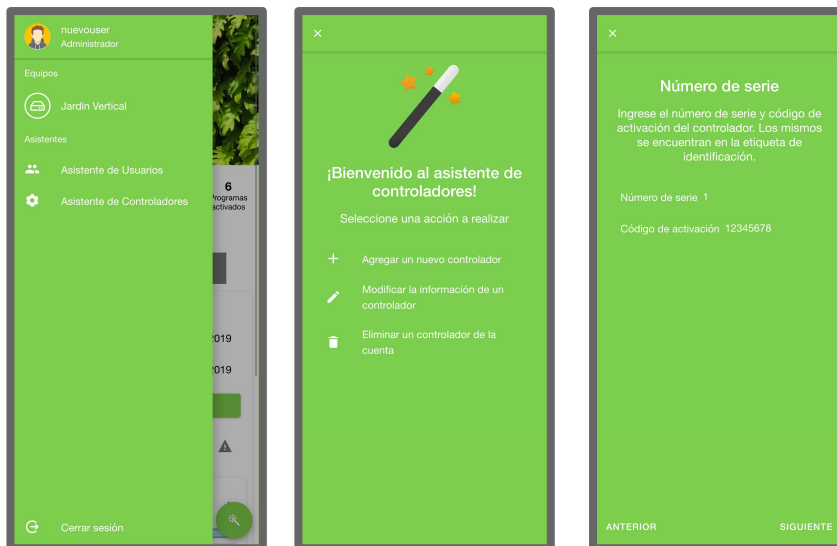 nuevouser
Administrador
Equipos
Jardin Vertical
Asistentes
Asistente de Usuarios
Asistente de Controladores
Cerrar sesión
6
Programas
activados
2019
2019
¡Bienvenido al asistente de
controladores!
Seleccione una acción a realizar
Agregar un nuevo controlador
Modificar la información de un
controlador
Eliminar un controlador de la
cuenta
Número de serie
Ingrese el número de serie y código de
activación del controlador. Los mismos
se encuentran en la etiqueta de
identificación.
Número de serie 1
Código de activación 12345678
ANTERIOR
SIGUIENTE